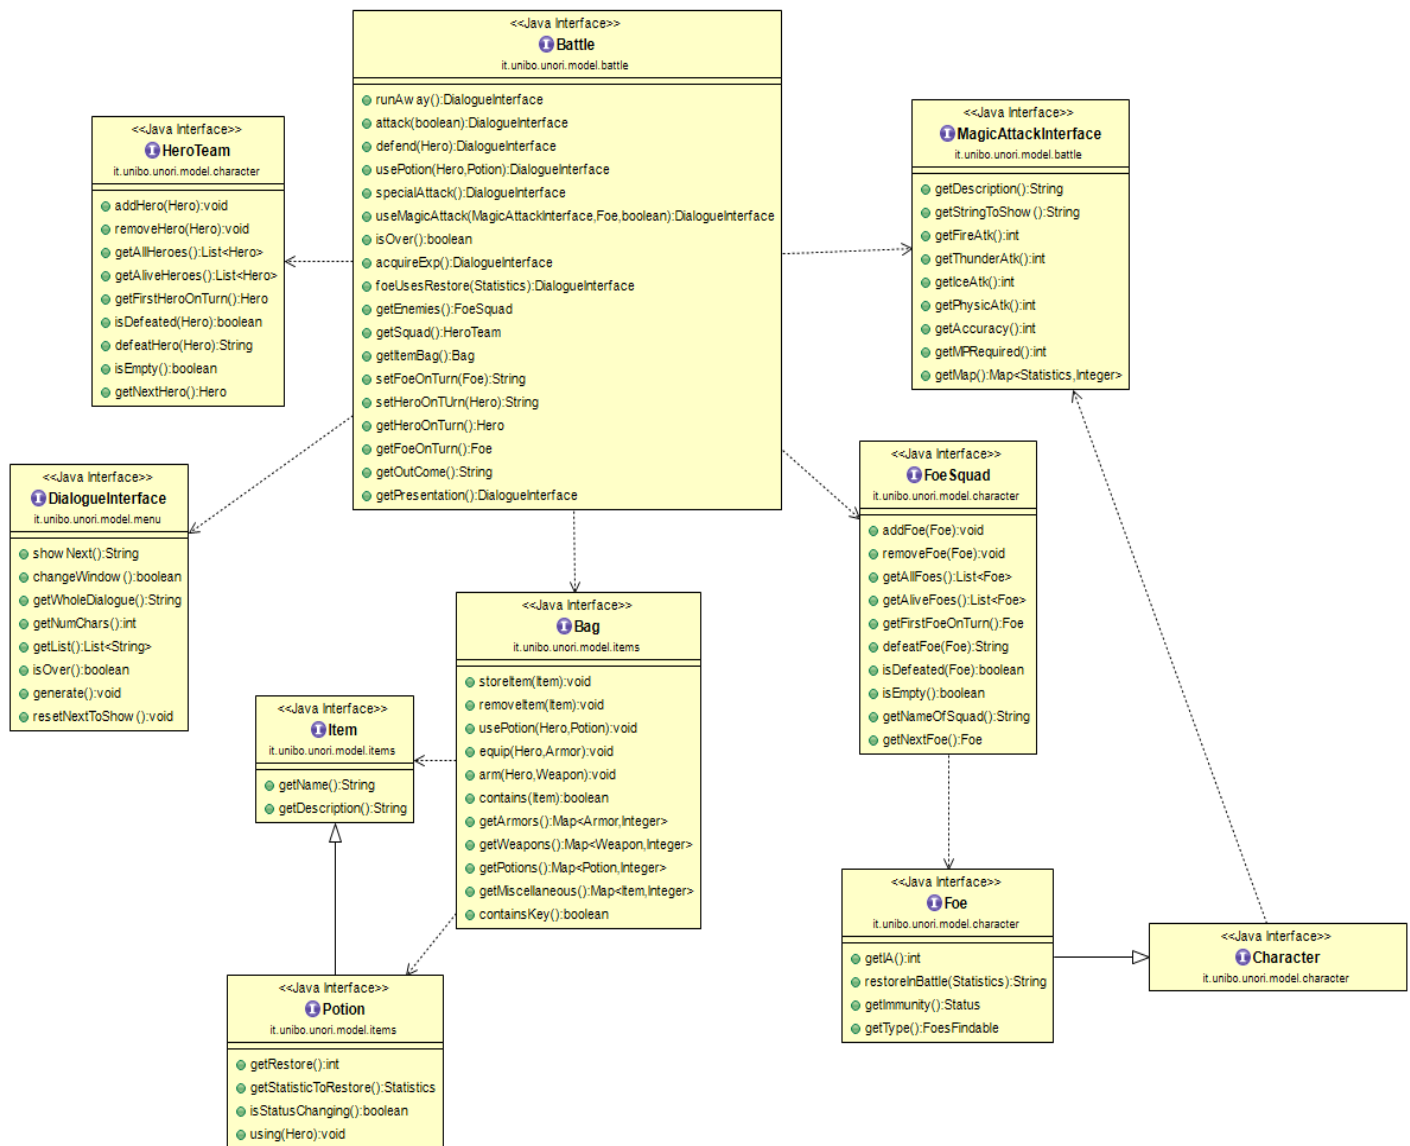 <<Java Interface>>
Battle
it.unibo.unori.model.battle
runAway():DialogueInterface
attack(boolean):DialogueInterface
defend(Hero):DialogueInterface
usePotion(Hero,Potion):DialogueInterface
specialAttack():DialogueInterface
useMagicAttack(MagicAttackInterface,Foe,boolean):DialogueInterface
isOver():boolean
acquireExp():DialogueInterface
foeUsesRestore(Statistics):DialogueInterface
getEnemies():FoeSquad
getSquad():HeroTeam
getItemBag():Bag
setFoeOnTurn(Foe):String
setHeroOnTUrn(Hero):String
getHeroOnTurn():Hero
getFoeOnTurn():Foe
getOutCome():String
getPresentation():DialogueInterface
<<Java Interface>>
HeroTeam
it.unibo.unori.model.character
addHero(Hero):void
removeHero(Hero):void
getAllHeroes():List<Hero>
getAliveHeroes():List<Hero>
getFirstHeroOnTurn():Hero
isDefeated(Hero):boolean
defeatHero(Hero):String
isEmpty():boolean
getNextHero():Hero
<<Java Interface>>
MagicAttackInterface
it.unibo.unori.model.battle
getDescription():String
getStringToShow():String
getFireAtk():int
getThunderAtk():int
getIceAtk():int
getPhysicAtk():int
getAccuracy():int
getMPRequired():int
getMap():Map<Statistics,Integer>
<<Java Interface>>
DialogueInterface
it.unibo.unori.model.menu
showNext():String
changeWindow():boolean
getWholeDialogue():String
getNumChars():int
getList():List<String>
isOver():boolean
generate():void
resetNextToShow():void
<<Java Interface>>
FoeSquad
it.unibo.unori.model.character
addFoe(Foe):void
removeFoe(Foe):void
getAllFoes():List<Foe>
getAliveFoes():List<Foe>
getFirstFoeOnTurn():Foe
defeatFoe(Foe):String
isDefeated(Foe):boolean
isEmpty():boolean
getNameOfSquad():String
getNextFoe():Foe
<<Java Interface>>
Bag
it.unibo.unori.model.items
storeItem(Item):void
removeItem(Item):void
usePotion(Hero,Potion):void
equip(Hero,Armor):void
arm(Hero,Weapon):void
contains(Item):boolean
getArmors():Map<Armor,Integer>
getWeapons():Map<Weapon,Integer>
getPotions():Map<Potion,Integer>
getMiscellaneous():Map<Item,Integer>
containsKey():boolean
<<Java Interface>>
Item
it.unibo.unori.model.items
getName():String
getDescription():String
<<Java Interface>>
Foe
it.unibo.unori.model.character
getIA():int
restoreInBattle(Statistics):String
getImmunity():Status
getType():FoesFindable
<<Java Interface>>
Character
it.unibo.unori.model.character
<<Java Interface>>
Potion
it.unibo.unori.model.items
getRestore():int
getStatisticToRestore():Statistics
isStatusChanging():boolean
using(Hero):void